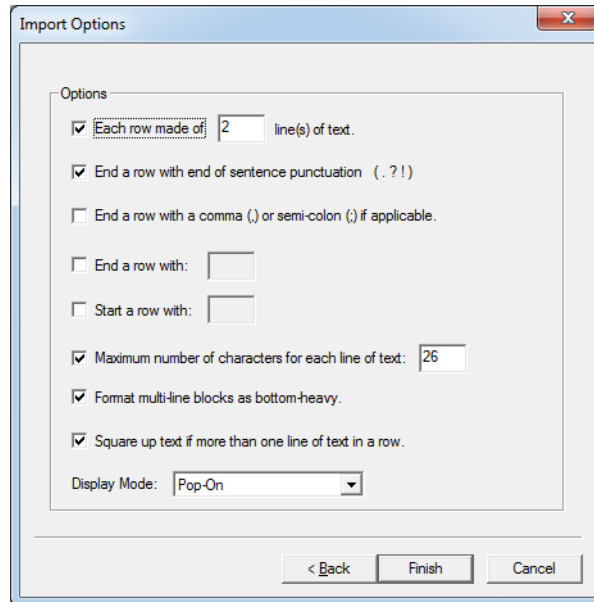 Import Options
Options
Each row made of 2 line(s) of text.
End a row with end of sentence punctuation ( . ? ! )
End a row with a comma (,) or semi-colon (;) if applicable.
End a row with:
Start a row with:
Maximum number of characters for each line of text: 26
Format multi-line blocks as bottom-heavy.
Square up text if more than one line of text in a row.
Display Mode: Pop-On
< Back Finish Cancel